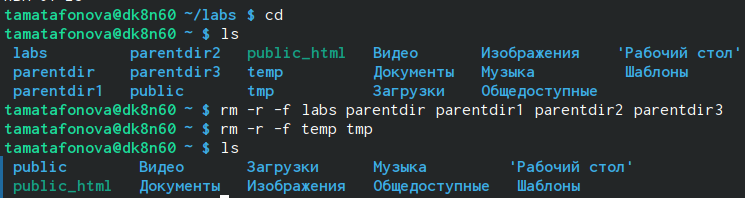 tamatafonova@dk8n60 ~/labs $ cd
tamatafonova@dk8n60 ~ $ ls
labs parentdir2 public_html Видео Изображения 'Рабочий стол'
parentdir parentdir3 temp Документы Музыка Шаблоны
parentdir1 public tmp Загрузки Общедоступные
tamatafonova@dk8n60 ~ $ rm -r -f labs parentdir parentdir1 parentdir2 parentdir3
tamatafonova@dk8n60 ~ $ rm -r -f temp tmp
tamatafonova@dk8n60 ~ $ ls
public Видео Загрузки Музыка 'Рабочий стол'
public_html Документы Изображения Общедоступные Шаблоны